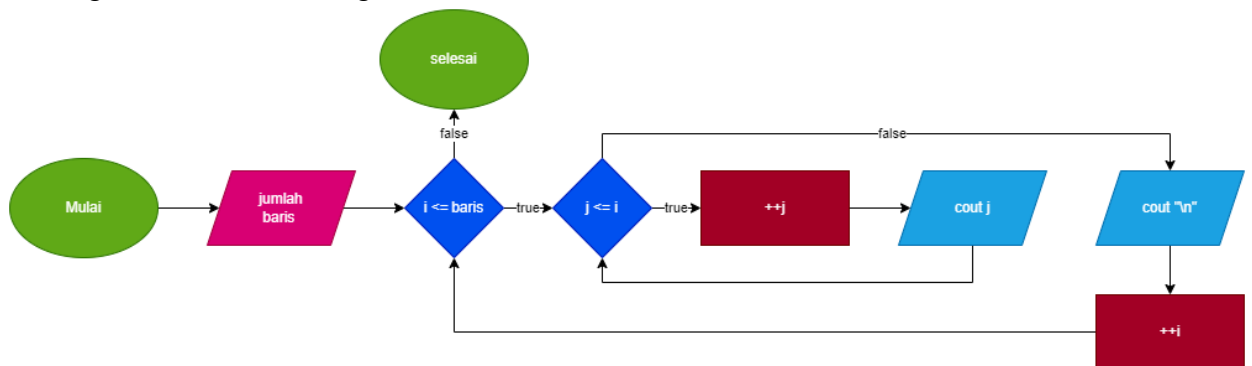 selesai
false
false
Mulai
jumlah
baris
i <= baris
true
j <= i
true
++j
cout j
cout "\n"
++i